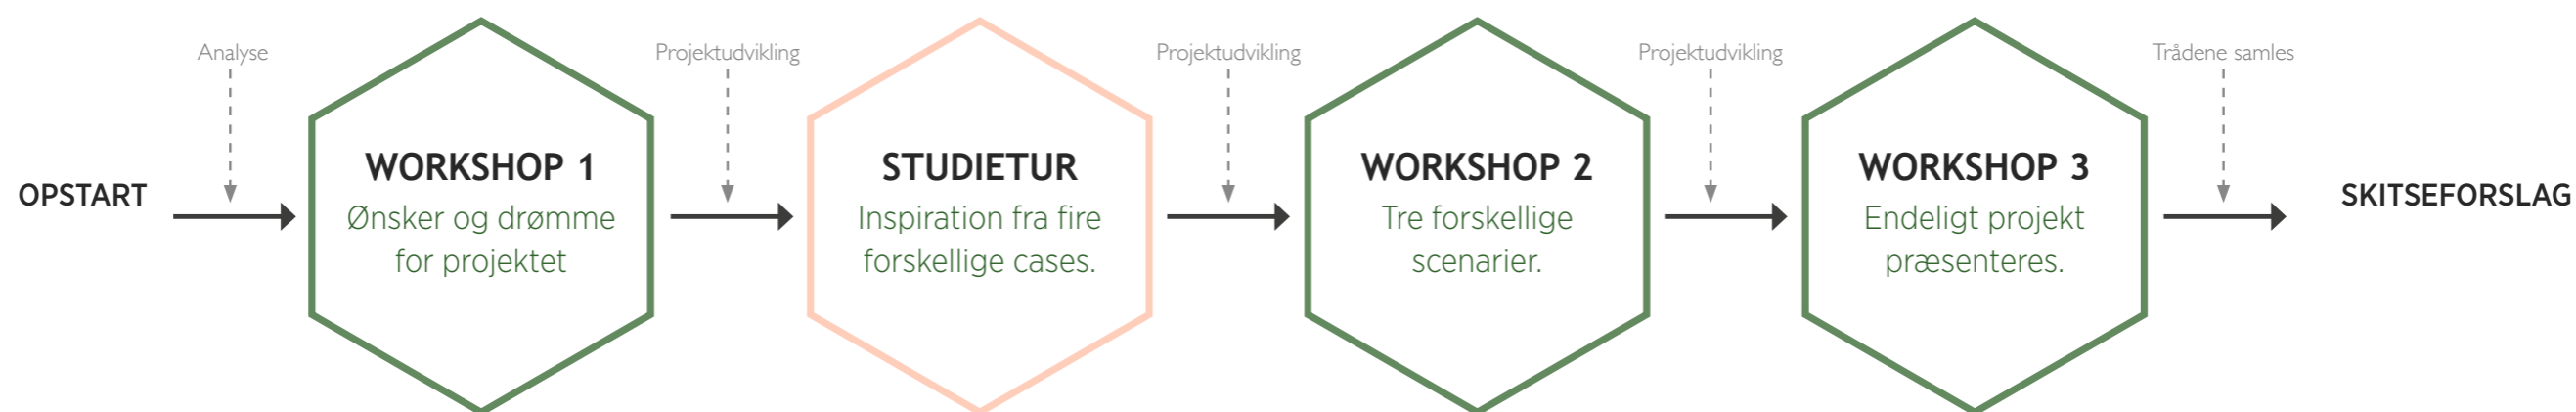 OPSTART
Analyse
WORKSHOP 1
Ønsker og drømme
for projektet
Projektudvikling
STUDIETUR
Inspiration fra fire
forskellige cases.
Projektudvikling
WORKSHOP 2
Tre forskellige
scenarier.
Projektudvikling
WORKSHOP 3
Endeligt projekt
præsenteres.
Trådene samles
SKITSEFORSLAG